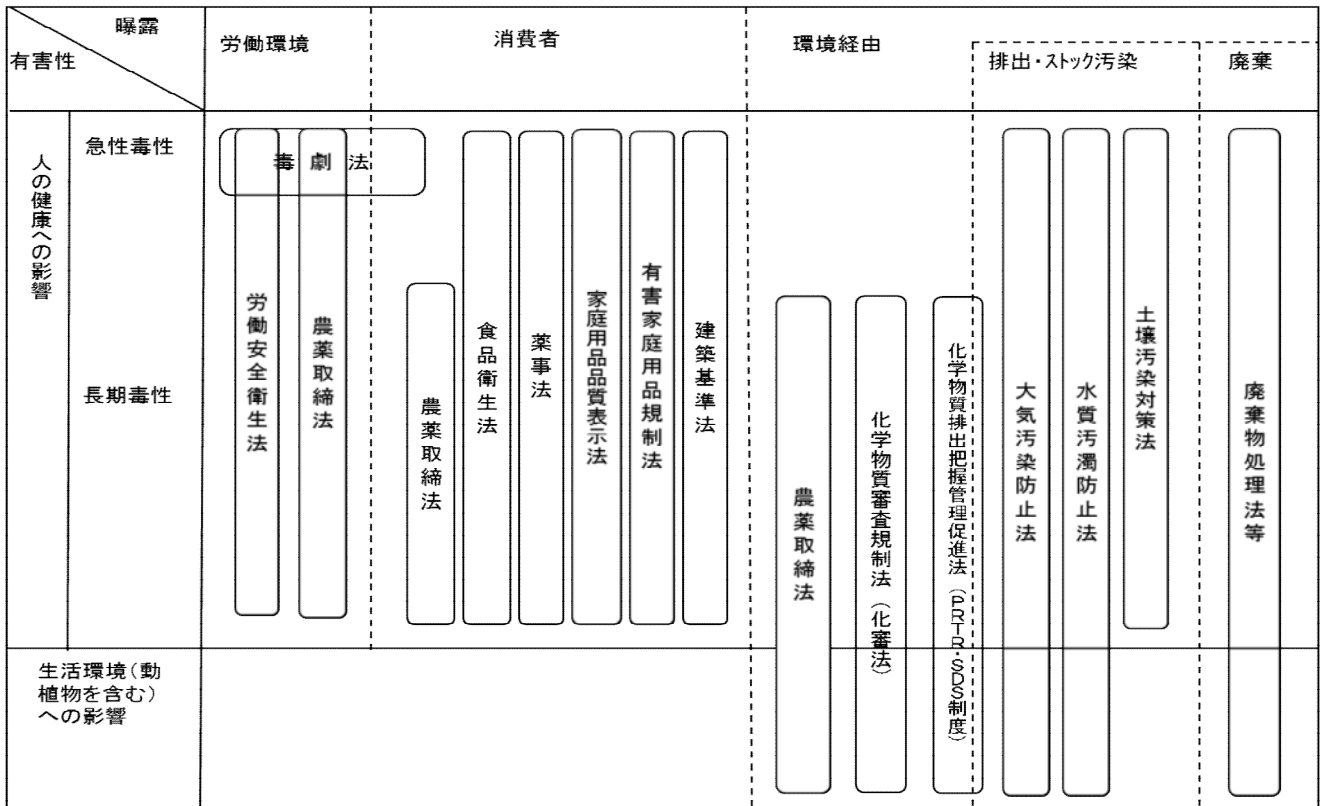 曝露
有害性
労働環境
消費者
環境経由
排出・ストック汚染
廃棄
人の健康への影響
急性毒性
長期毒性
毒劇法
労働安全衛生法
農薬取締法
農薬取締法
食品衛生法
薬事法
家庭用品品質表示法
有害家庭用品規制法
建築基準法
農薬取締法
化学物質審査規制法（化審法）
化学物質排出把握管理促進法（PRTR・SDS制度）
大気汚染防止法
水質汚濁防止法
土壌汚染対策法
廃棄物処理法等
生活環境（動
植物を含む）
への影響